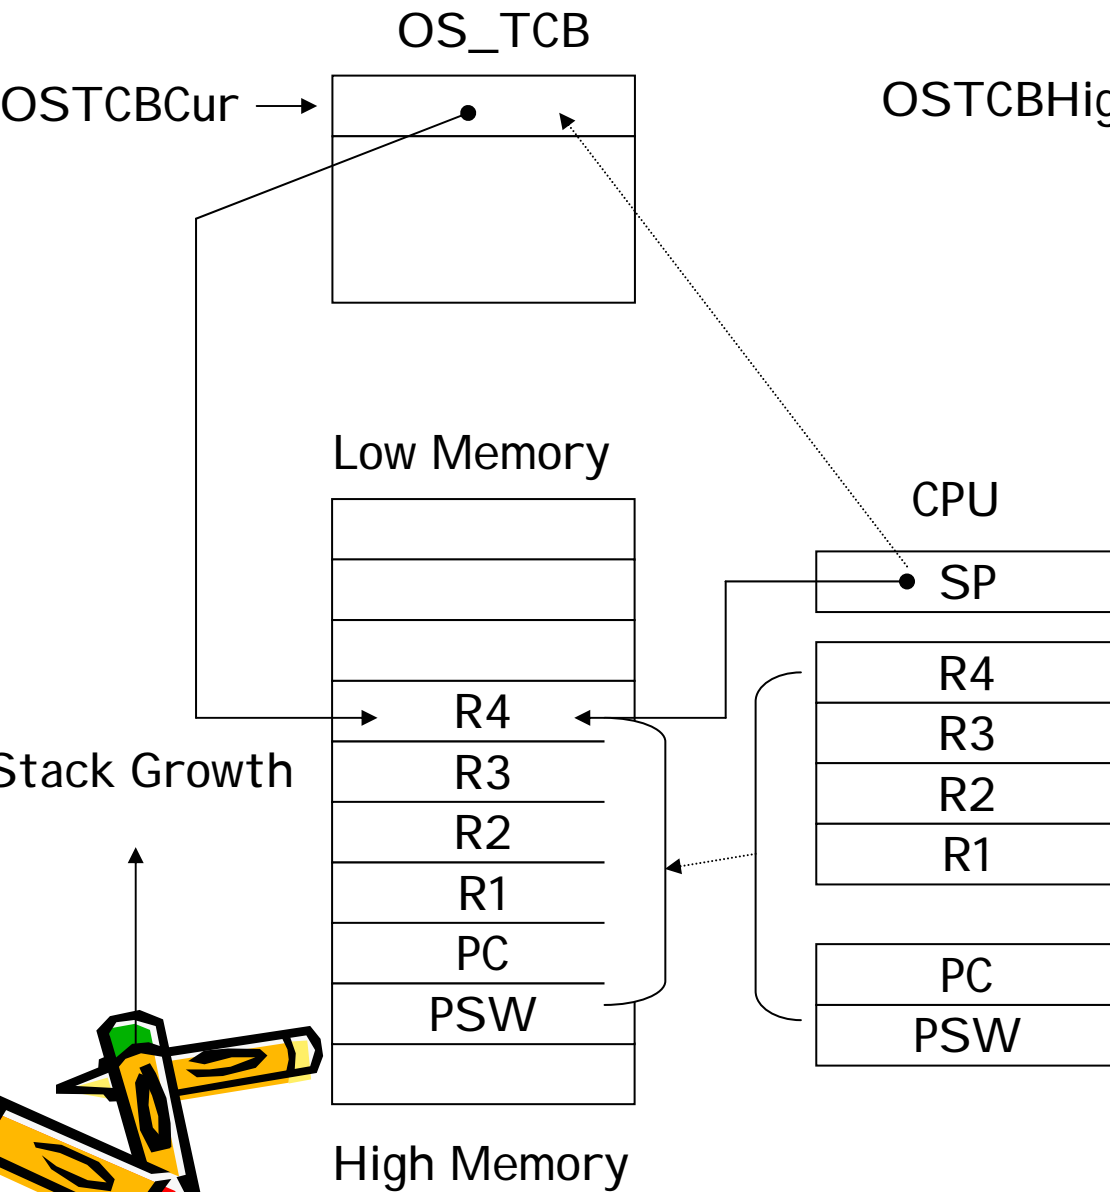 OS_TCB
OSTCBCur
OSTCBHig
Low Memory
CPU
SP
R4
R3
R2
R1
PC
PSW
R4
R3
R2
R1
PC
PSW
Stack Growth
High Memory